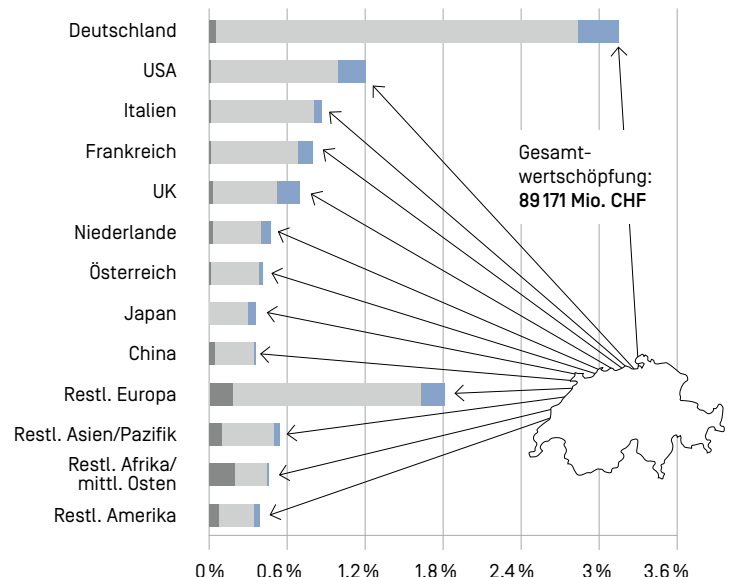 Deutschland
USA
Italien
Frankreich
UK
Niederlande
Österreich
Japan
China
Restl. Europa
Restl. Asien/Pazifik
Restl. Afrika/
mittl. Osten
Restl. Amerika
Gesamt-
wertschöpfung:
89 171 Mio. CHF
0 % 0.6 % 1.2 % 1.8 % 2.4 % 3 % 3.6 %